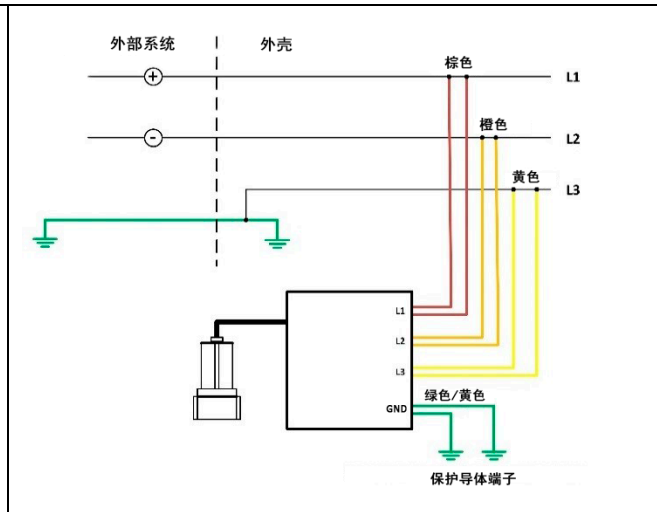 外部系统
外壳
棕色
+
L1
橙色
-
L2
黄色
L3
L1
L2
L3
绿色/黄色
GND
保护导体端子